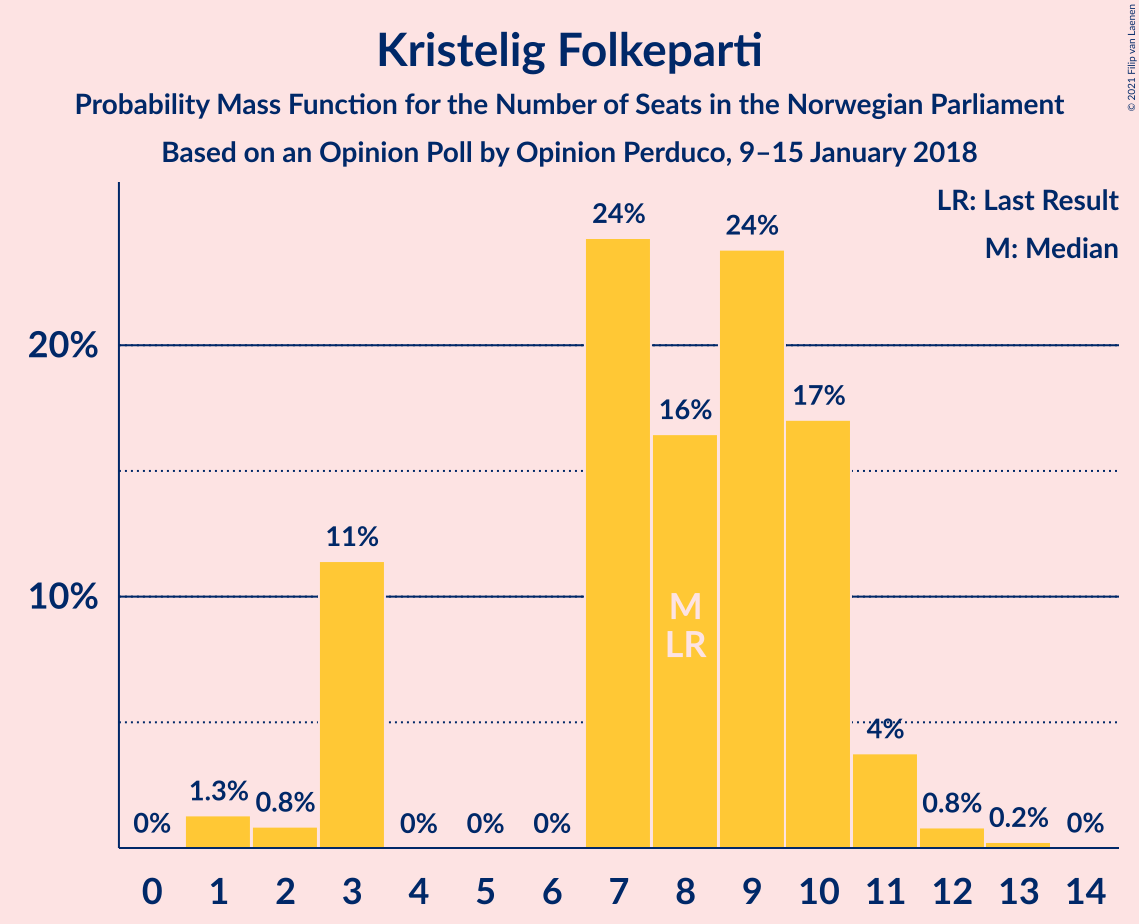 Kristelig Folkeparti
Probability Mass Function for the Number of Seats in the Norwegian Parliament
Based on an Opinion Poll by Opinion Perduco, 9–15 January 2018
© 2021 Filip van Laenen
LR: Last Result
M: Median
20%
10%
0%
1.3%
0.8%
11%
0%
0%
0%
24%
16%
24%
17%
4%
0.8%
0.2%
0%
M
LR
0 1 2 3 4 5 6 7 8 9 10 11 12 13 14